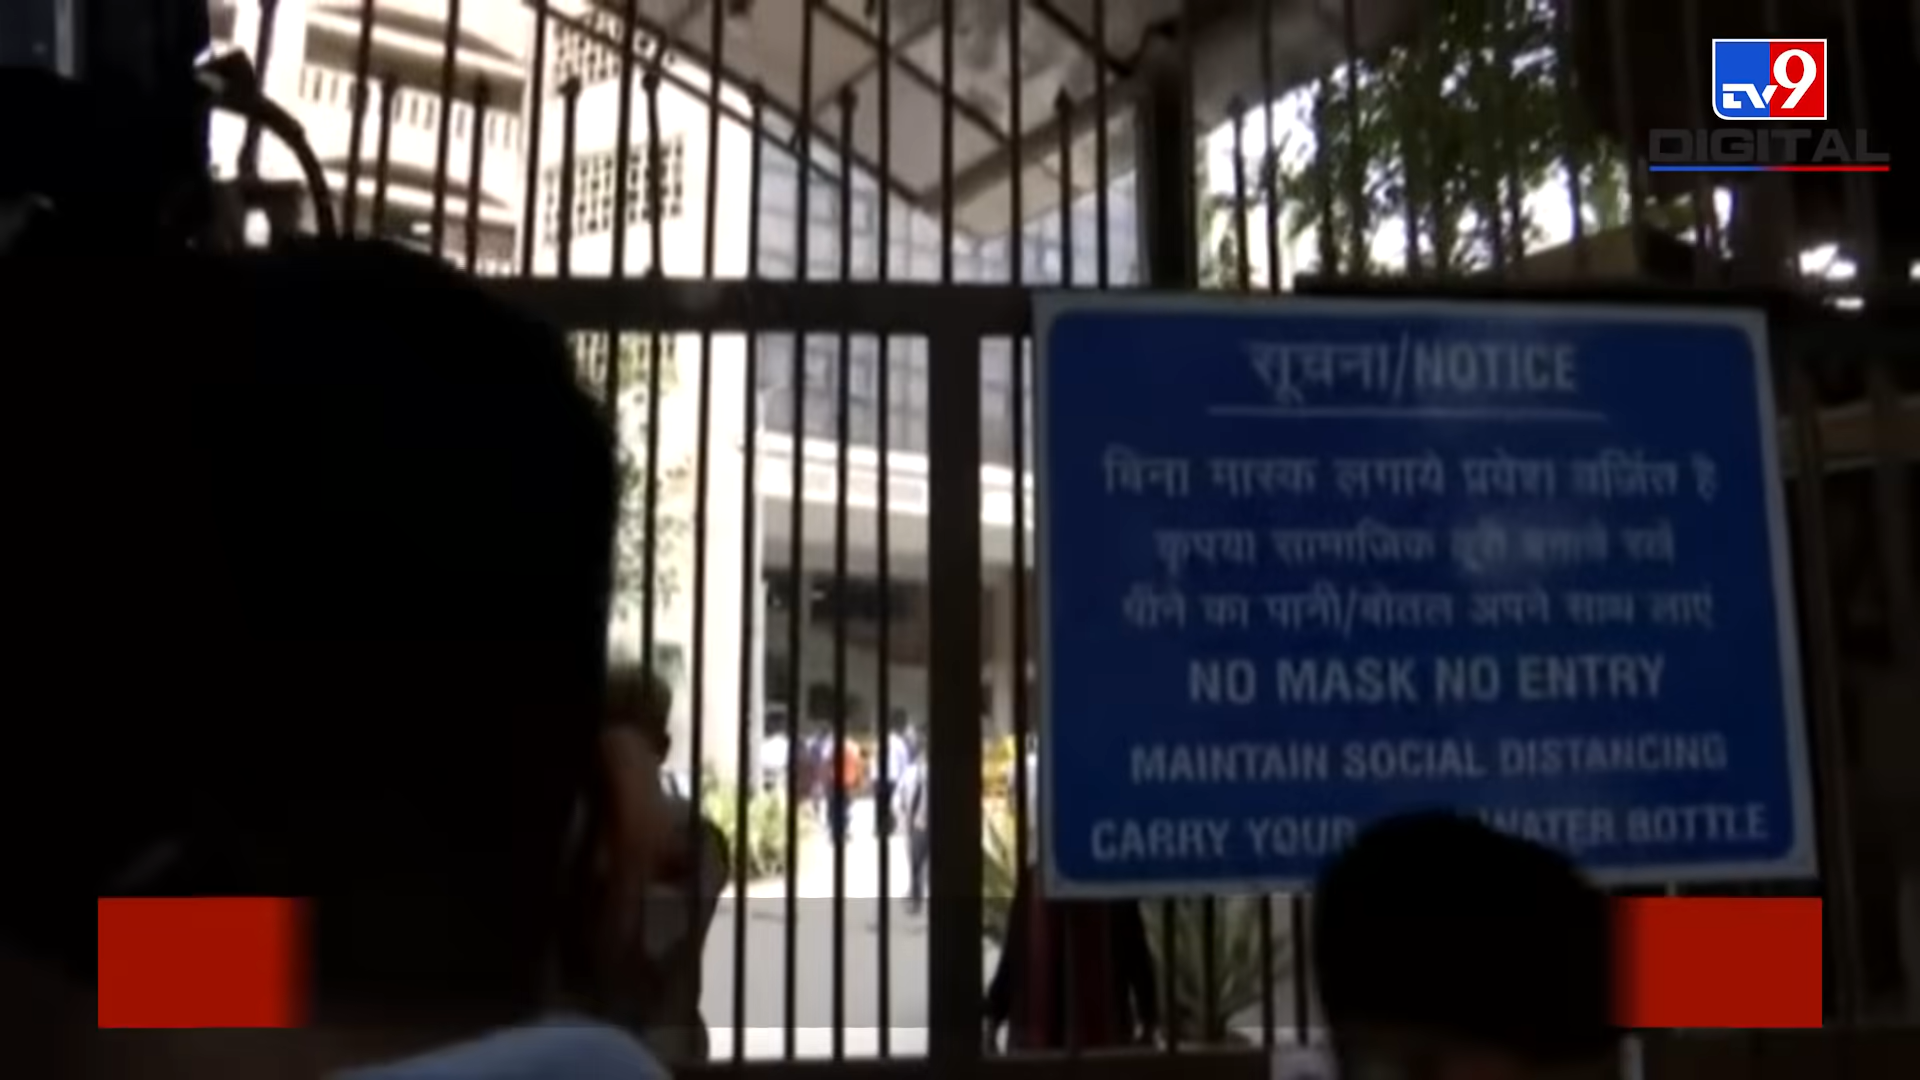 TV9
DIGITAL
सूचना/NOTICE
बिना मास्क लगाये प्रवेश वर्जित है
कृपया सामाजिक दूरी बनाये रखें
पीने का पानी/बोतल अपने साथ लाएं
NO MASK NO ENTRY
MAINTAIN SOCIAL DISTANCING
CARRY YOUR WATER BOTTLE